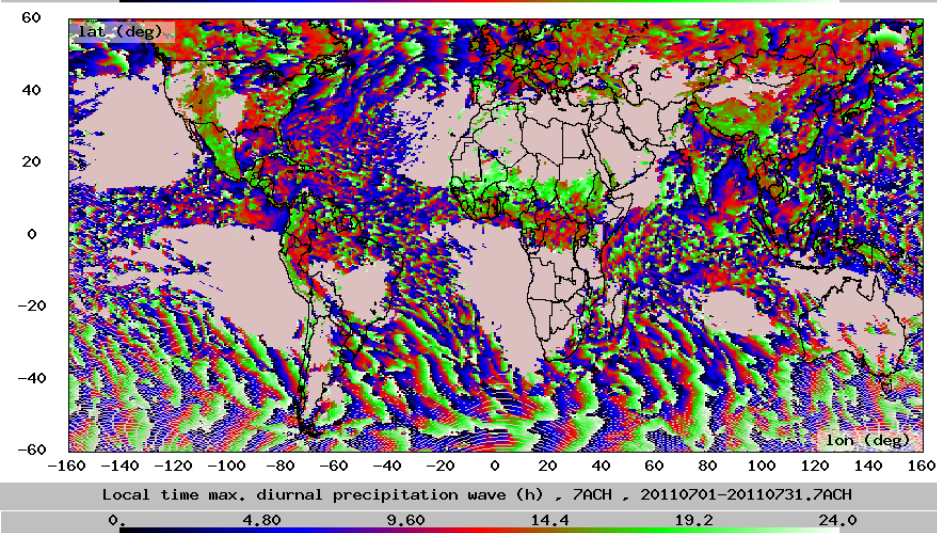 60
lat (deg)
40
20
0
-20
-40
-60
lon (deg)
-160 -140 -120 -100 -80 -60 -40 -20 0 20 40 60 80 100 120 140 160
Local time max. diurnal precipitation wave (h) , 7ACH , 20110701-20110731.7ACH
0. 4.80 9.60 14.4 19.2 24.0